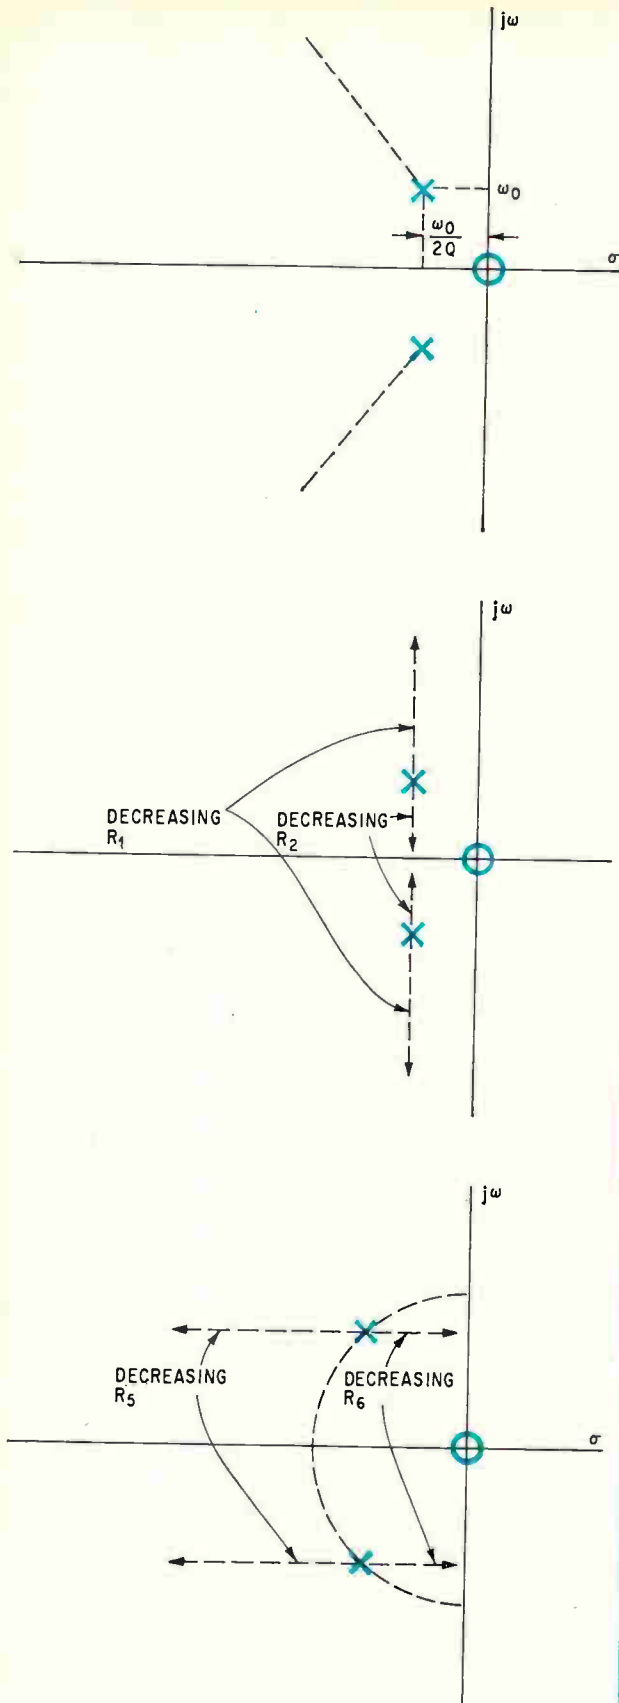 jω
ω0
ω0
2Q
σ
jω
DECREASING
R1
DECREASING
R2
jω
DECREASING
R5
DECREASING
R6
σ